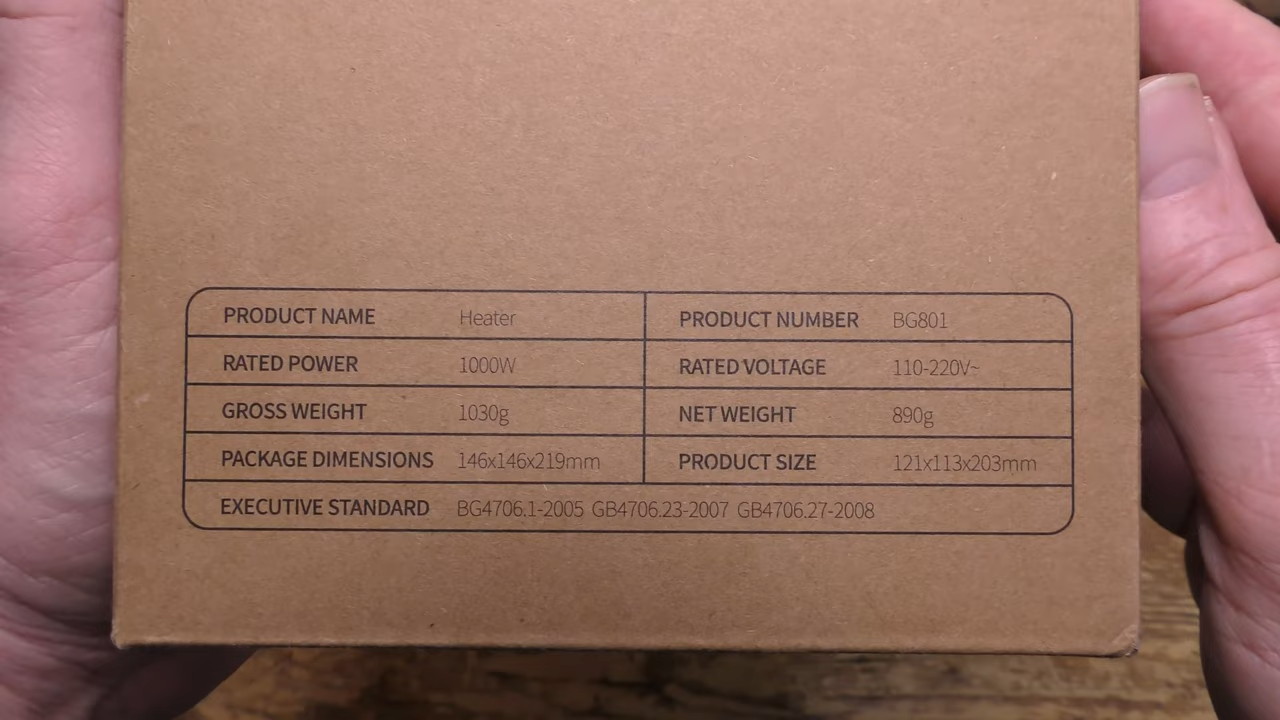 PRODUCT NAME Heater PRODUCT NUMBER BG801
RATED POWER 1000W RATED VOLTAGE 110-220V~
GROSS WEIGHT 1030g NET WEIGHT 890g
PACKAGE DIMENSIONS 146x146x219mm PRODUCT SIZE 121x113x203mm
EXECUTIVE STANDARD BG4706.1-2005 GB4706.23-2007 GB4706.27-2008